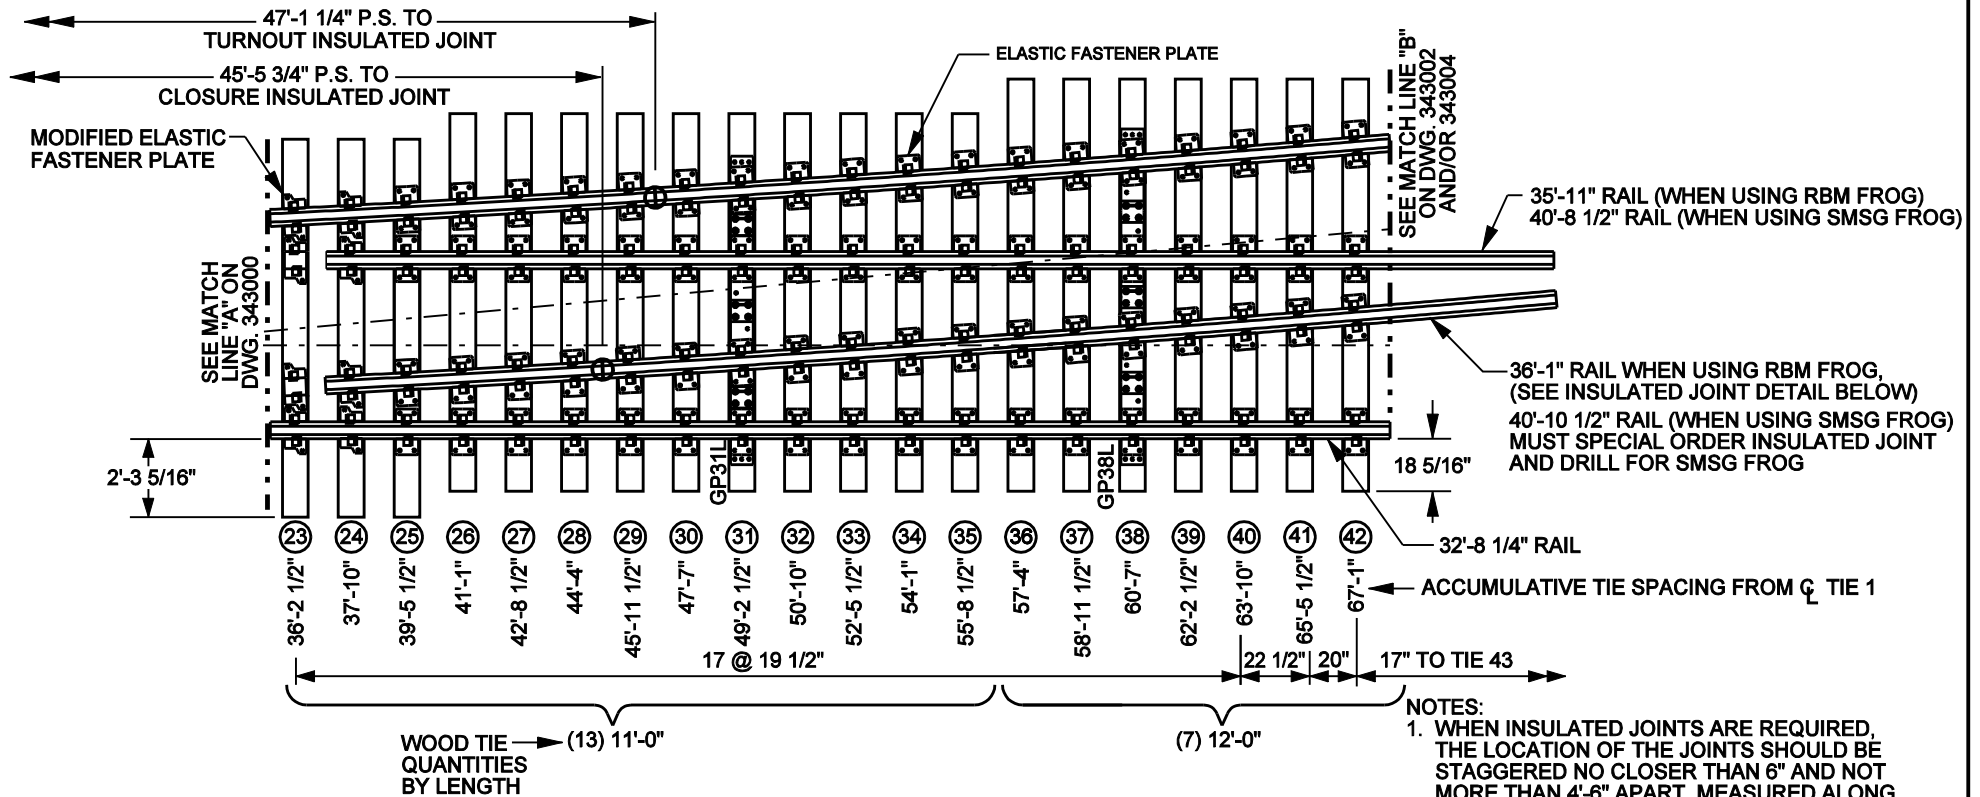 47'-1 1/4" P.S. TO
TURNOUT INSULATED JOINT
45'-5 3/4" P.S. TO
CLOSURE INSULATED JOINT
MODIFIED ELASTIC
FASTENER PLATE
ELASTIC FASTENER PLATE
SEE MATCH LINE "B"
ON DWG. 343002
AND/OR 343004
35'-11" RAIL (WHEN USING RBM FROG)
40'-8 1/2" RAIL (WHEN USING SMSG FROG)
SEE MATCH
LINE "A" ON
DWG. 343000
36'-1" RAIL WHEN USING RBM FROG,
(SEE INSULATED JOINT DETAIL BELOW)
40'-10 1/2" RAIL (WHEN USING SMSG FROG)
MUST SPECIAL ORDER INSULATED JOINT
AND DRILL FOR SMSG FROG
2'-3 5/16"
GP31L
GP38L
18 5/16"
23 24 25 26 27 28 29 30 31 32 33 34 35 36 37 38 39 40 41 42
32'-8 1/4" RAIL
36'-2 1/2"
37'-10"
39'-5 1/2"
41'-1"
42'-8 1/2"
44'-4"
45'-11 1/2"
47'-7"
49'-2 1/2"
50'-10"
52'-5 1/2"
54'-1"
55'-8 1/2"
57'-4"
58'-11 1/2"
60'-7"
62'-2 1/2"
63'-10"
65'-5 1/2"
67'-1"
ACCUMULATIVE TIE SPACING FROM ℄ TIE 1
17 @ 19 1/2"
22 1/2"
20"
17" TO TIE 43
WOOD TIE
QUANTITIES
BY LENGTH
(13) 11'-0"
(7) 12'-0"
NOTES:
1. WHEN INSULATED JOINTS ARE REQUIRED,
THE LOCATION OF THE JOINTS SHOULD BE
STAGGERED NO CLOSER THAN 6" AND NOT
MORE THAN 4'-6" APART, MEASURED ALONG